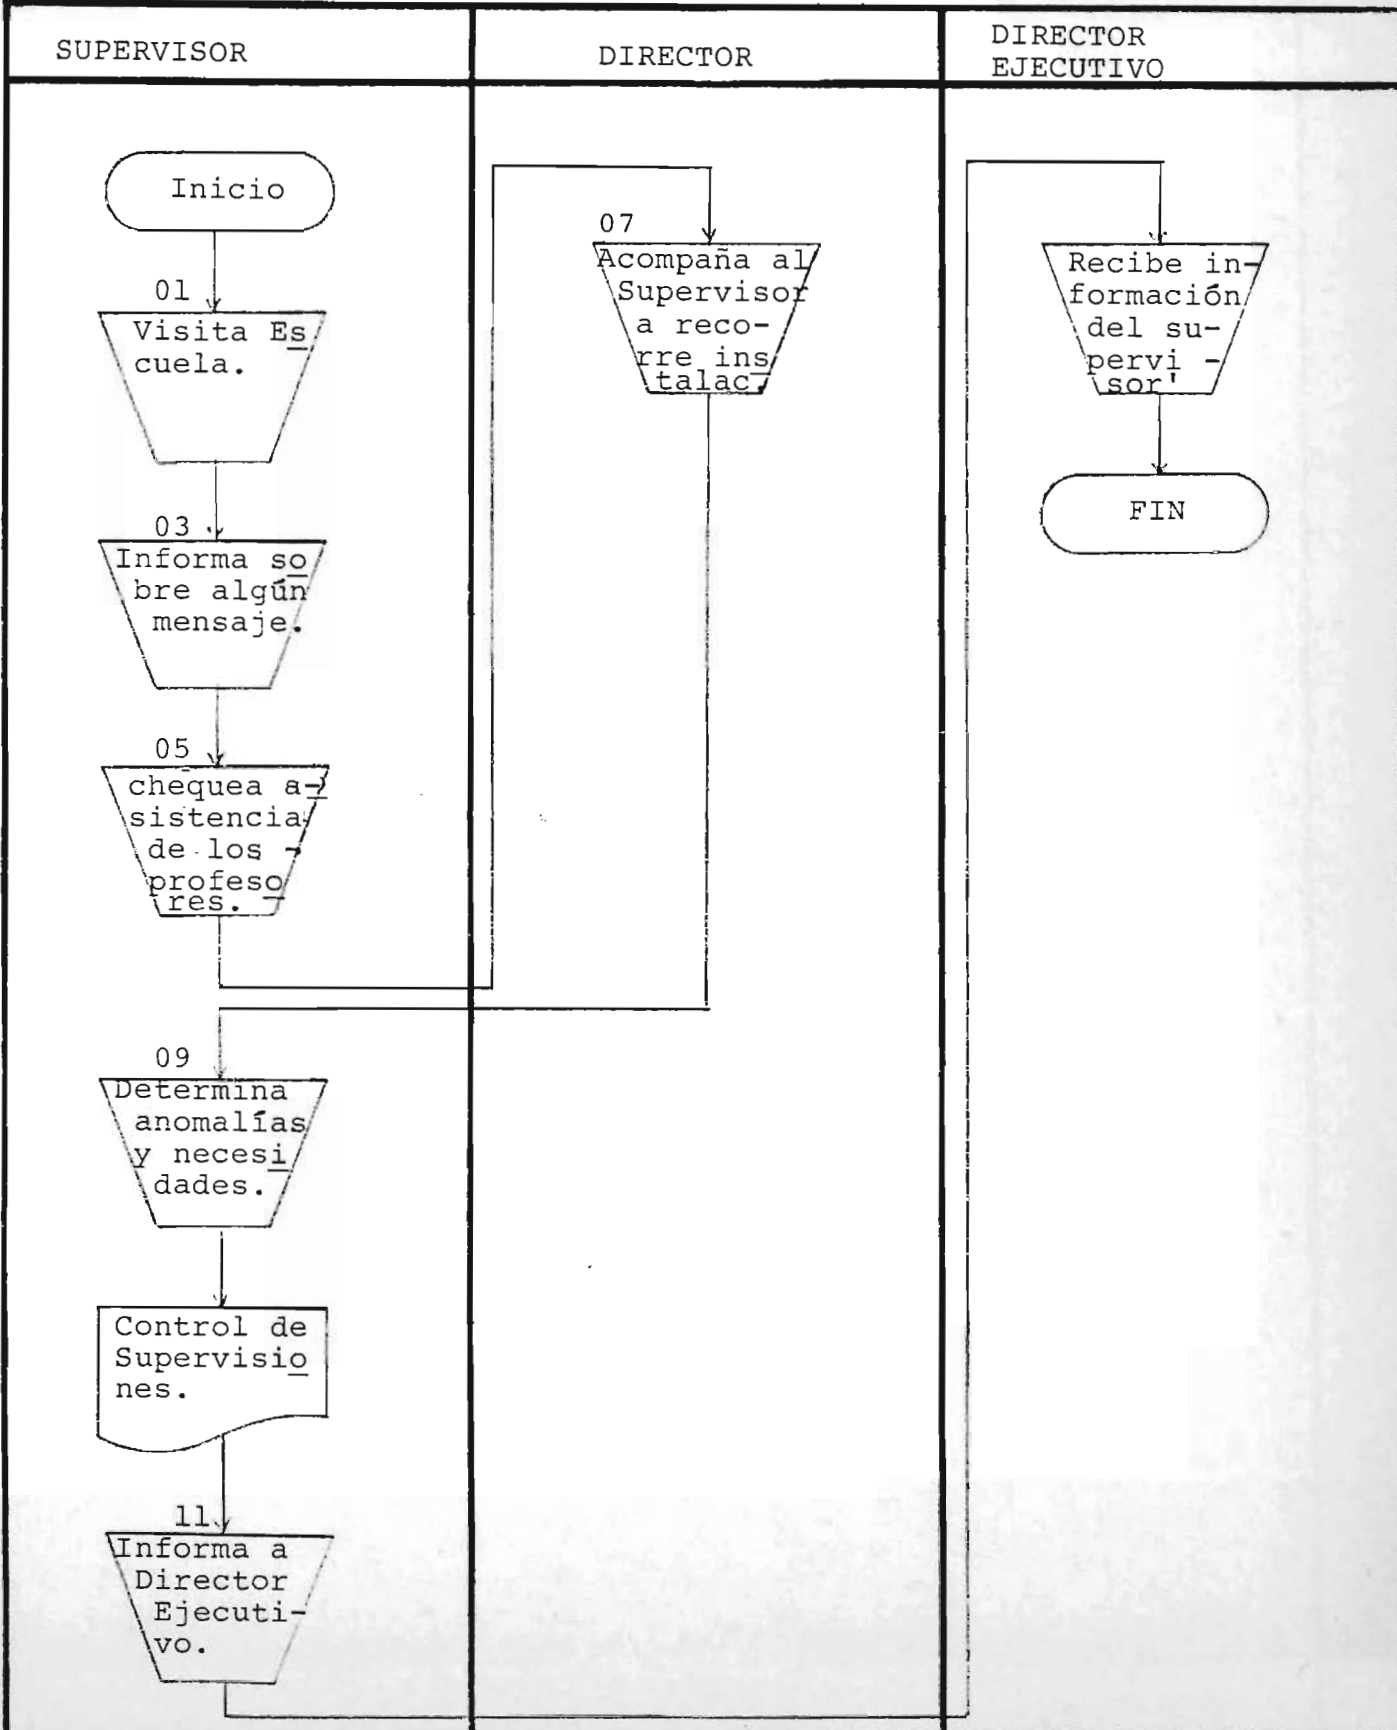 SUPERVISOR
DIRECTOR
DIRECTOR
EJECUTIVO
Inicio
01
Visita Es
cuela.
03
Informa so
bre algún
mensaje.
05
chequea a-
sistencia
de los -
profeso
res.
07
Acompaña al
Supervisor
a reco-
rre ins
talac.
09
Determina
anomalías
y necesi
dades.
Control de
Supervisio
nes.
11
Informa a
Director
Ejecuti-
vo.
Recibe in-
formación
del su-
pervi -
sor'
FIN